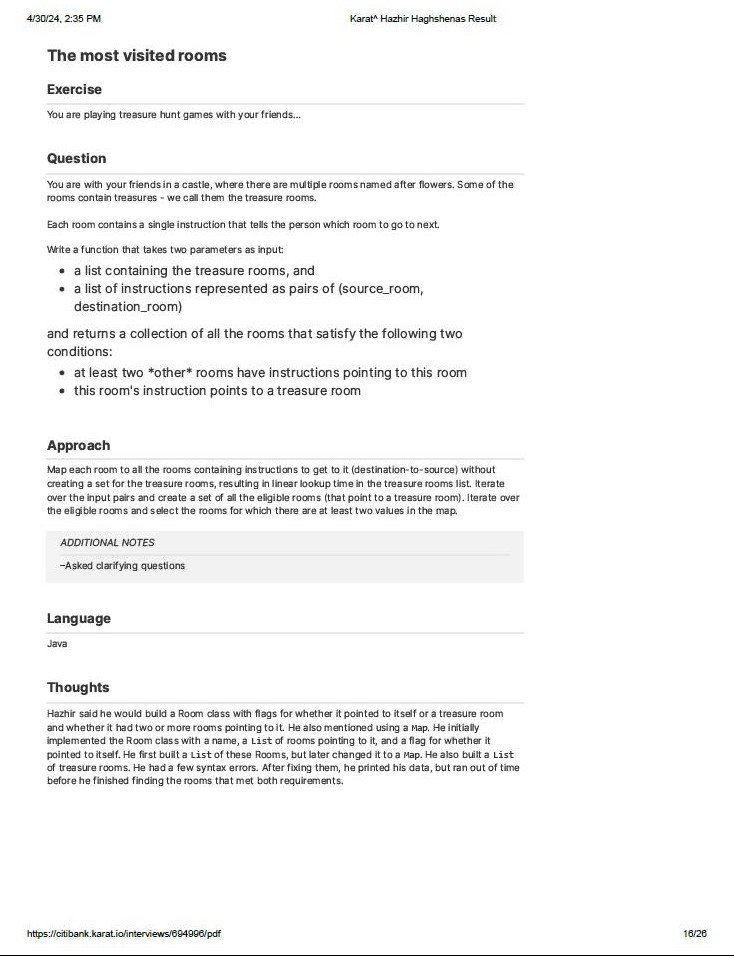 4/30/24, 2:35 PM
Karat^ Hazhir Haghshenas Result
The most visited rooms
Exercise
You are playing treasure hunt games with your friends...
Question
You are with your friends in a castle, where there are multiple rooms named after flowers. Some of the
rooms contain treasures - we call them the treasure rooms.
Each room contains a single instruction that tells the person which room to go to next.
Write a function that takes two parameters as input:
• a list containing the treasure rooms, and
• a list of instructions represented as pairs of (source_room,
destination_room)
and returns a collection of all the rooms that satisfy the following two
conditions:
• at least two *other* rooms have instructions pointing to this room
• this room's instruction points to a treasure room
Approach
Map each room to all the rooms containing instructions to get to it (destination-to-source) without
creating a set for the treasure rooms, resulting in linear lookup time in the treasure rooms list. Iterate
over the input pairs and create a set of all the eligible rooms (that point to a treasure room). Iterate over
the eligible rooms and select the rooms for which there are at least two values in the map.
ADDITIONAL NOTES
–Asked clarifying questions
Language
Java
Thoughts
Hazhir said he would build a Room class with flags for whether it pointed to itself or a treasure room
and whether it had two or more rooms pointing to it. He also mentioned using a Map. He initially
implemented the Room class with a name, a List of rooms pointing to it, and a flag for whether it
pointed to itself. He first built a List of these Rooms, but later changed it to a Map. He also built a List
of treasure rooms. He had a few syntax errors. After fixing them, he printed his data, but ran out of time
before he finished finding the rooms that met both requirements.
https://citibank.karat.io/interviews/694996/pdf
16/26